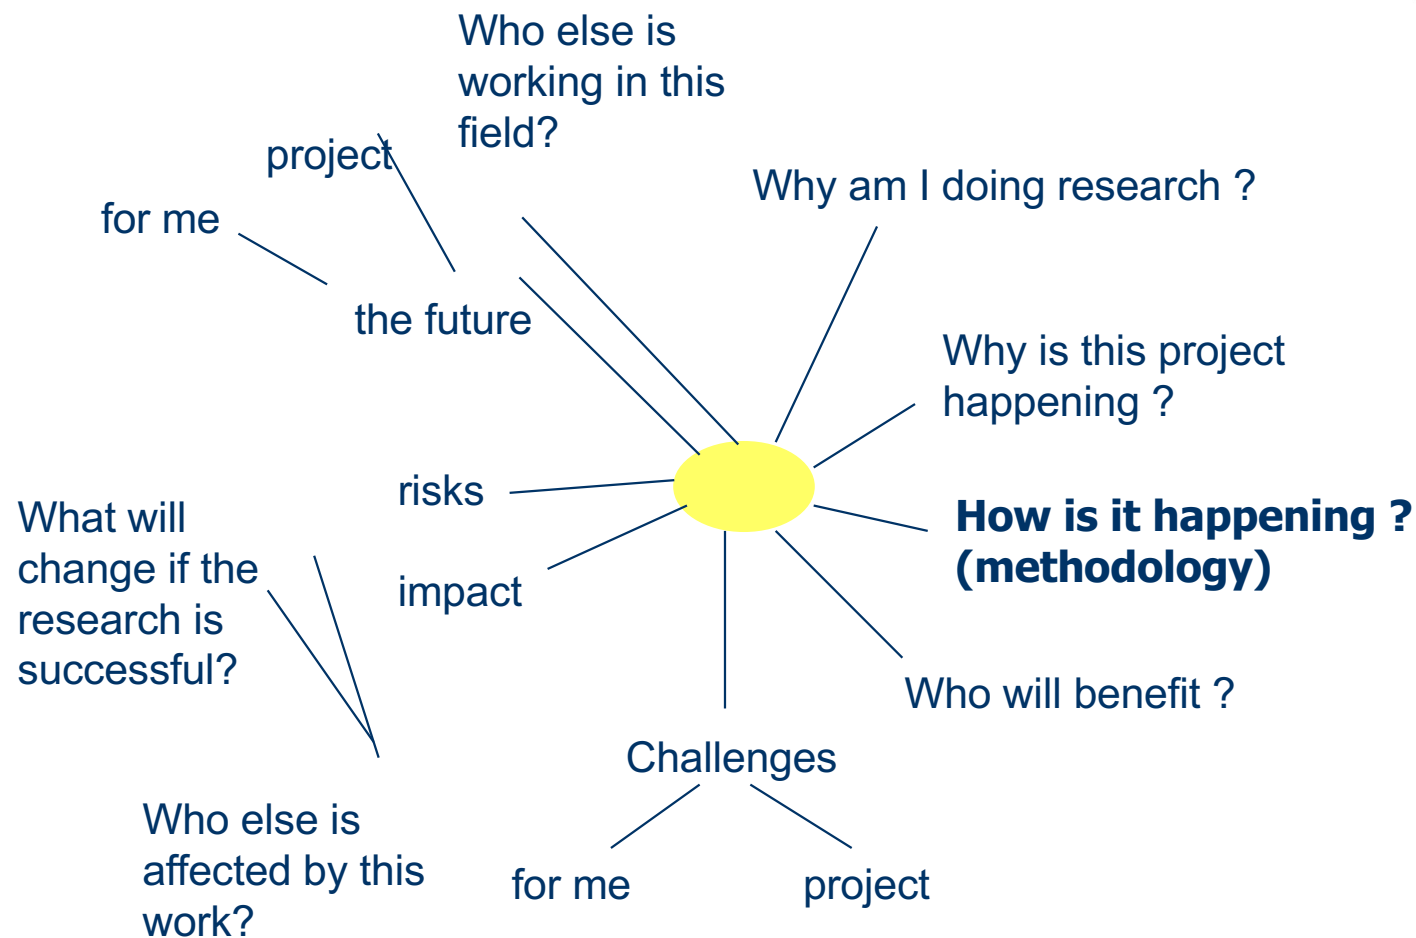 Who else is
working in this
field?
project
Why am I doing research ?
for me
the future
Why is this project
happening ?
risks
What will
change if the
research is
successful?
How is it happening ?
(methodology)
impact
Who will benefit ?
Challenges
Who else is
affected by this
work?
for me
project